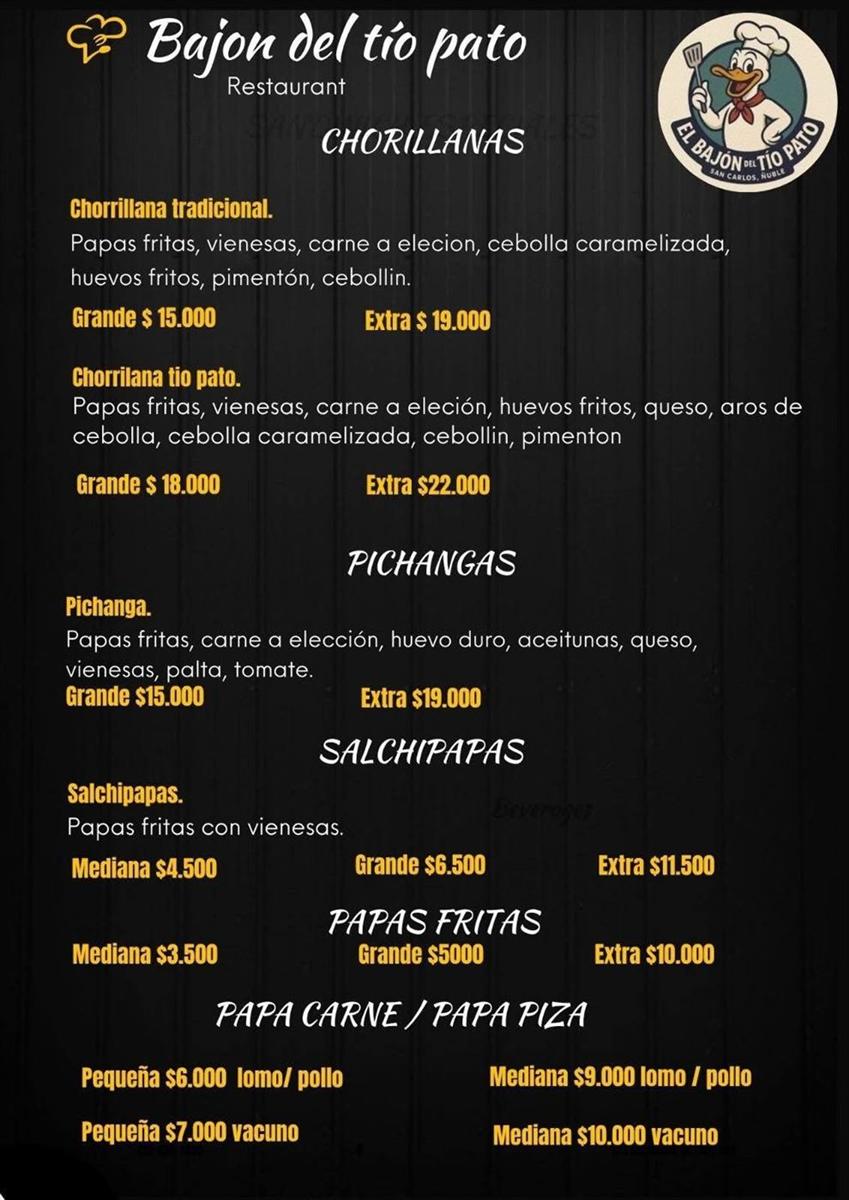 Bajon del tío pato
Restaurant
EL BAJÓN DEL TÍO PATO
SAN CARLOS, ÑUBLE
CHORILLANAS
Chorrillana tradicional.
Papas fritas, vienesas, carne a elecion, cebolla caramelizada,
huevos fritos, pimentón, cebollin.
Grande $ 15.000 Extra $ 19.000
Chorrilana tio pato.
Papas fritas, vienesas, carne a eleción, huevos fritos, queso, aros de
cebolla, cebolla caramelizada, cebollin, pimenton
Grande $ 18.000 Extra $22.000
PICHANGAS
Pichanga.
Papas fritas, carne a elección, huevo duro, aceitunas, queso,
vienesas, palta, tomate.
Grande $15.000 Extra $19.000
SALCHIPAPAS
Salchipapas.
Beverages
Papas fritas con vienesas.
Mediana $4.500 Grande $6.500 Extra $11.500
PAPAS FRITAS
Mediana $3.500 Grande $5000 Extra $10.000
PAPA CARNE / PAPA PIZA
Pequeña $6.000 lomo/ pollo Mediana $9.000 lomo / pollo
Pequeña $7.000 vacuno Mediana $10.000 vacuno